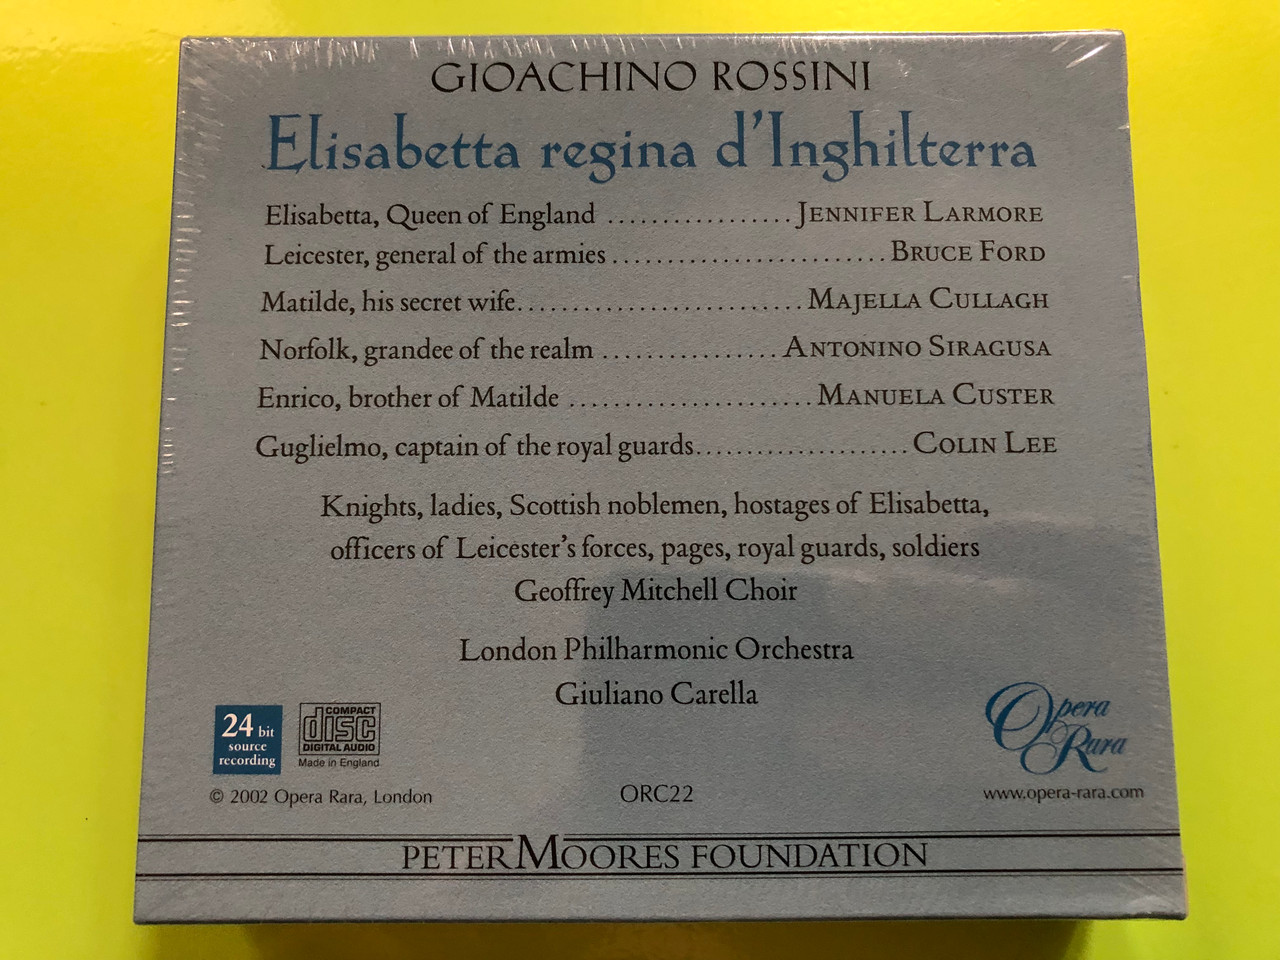 GIOACHINO ROSSINI
Elisabetta regina d'Inghilterra
Elisabetta, Queen of England ................. JENNIFER LARMORE
Leicester, general of the armies ......................... BRUCE FORD
Matilde, his secret wife.......................... MAJELLA CULLAGH
Norfolk, grandee of the realm ................ ANTONINO SIRAGUSA
Enrico, brother of Matilde ...................... MANUELA CUSTER
Guglielmo, captain of the royal guards.................... COLIN LEE
Knights, ladies, Scottish noblemen, hostages of Elisabetta,
officers of Leicester's forces, pages, royal guards, soldiers
Geoffrey Mitchell Choir
London Philharmonic Orchestra
Giuliano Carella
24 bit
source
recording
COMPACT
disc
DIGITAL AUDIO
Made in England
Opera
Rara
© 2002 Opera Rara, London
ORC22
www.opera-rara.com
PETER MOORES FOUNDATION